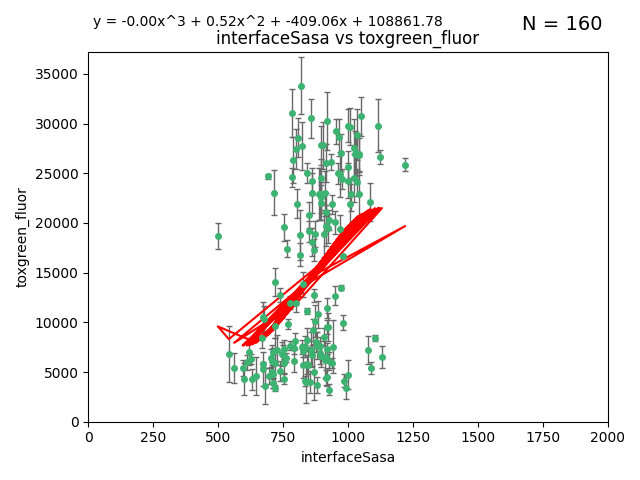 y = -0.00x^3 + 0.52x^2 + -409.06x + 108861.78
N = 160
interfaceSasa vs toxgreen_fluor
35000
30000
25000
20000
15000
10000
5000
0
toxgreen_fluor
0 250 500 750 1000 1250 1500 1750 2000
interfaceSasa